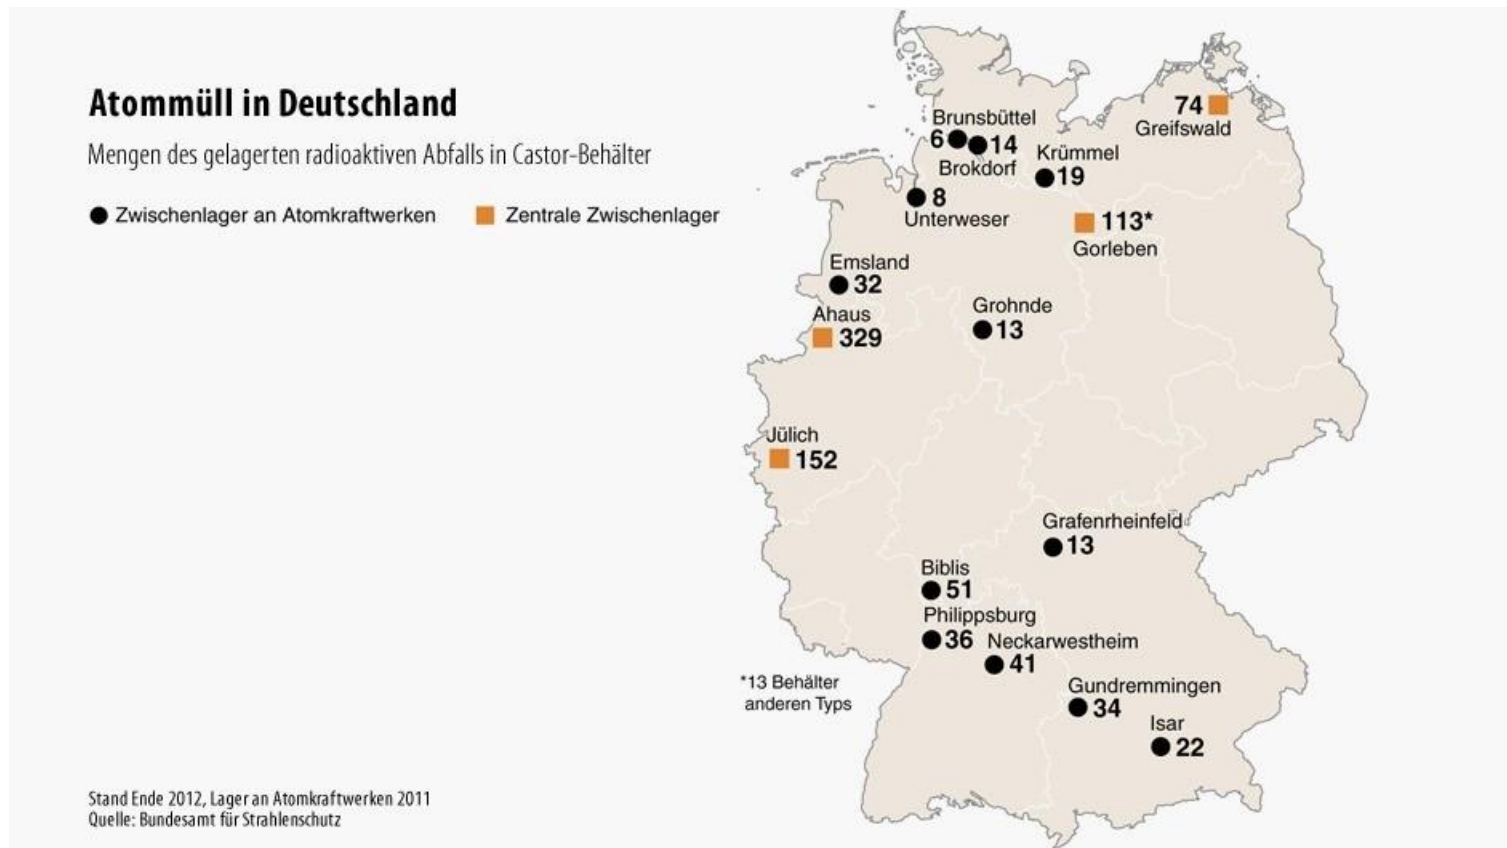 Atommüll in Deutschland
Mengen des gelagerten radioaktiven Abfalls in Castor-Behälter
Zwischenlager an Atomkraftwerken
Zentrale Zwischenlager
74
Greifswald
Brunsbüttel
6
14
Brokdorf
Krümmel
19
8
Unterweser
113*
Gorleben
Emsland
32
Ahaus
329
Grohnde
13
Jülich
152
Grafenrheinfeld
13
Biblis
51
Philippsburg
36
Neckarwestheim
41
*13 Behälter
anderen Typs
Gundremmingen
34
Isar
22
Stand Ende 2012, Lager an Atomkraftwerken 2011
Quelle: Bundesamt für Strahlenschutz